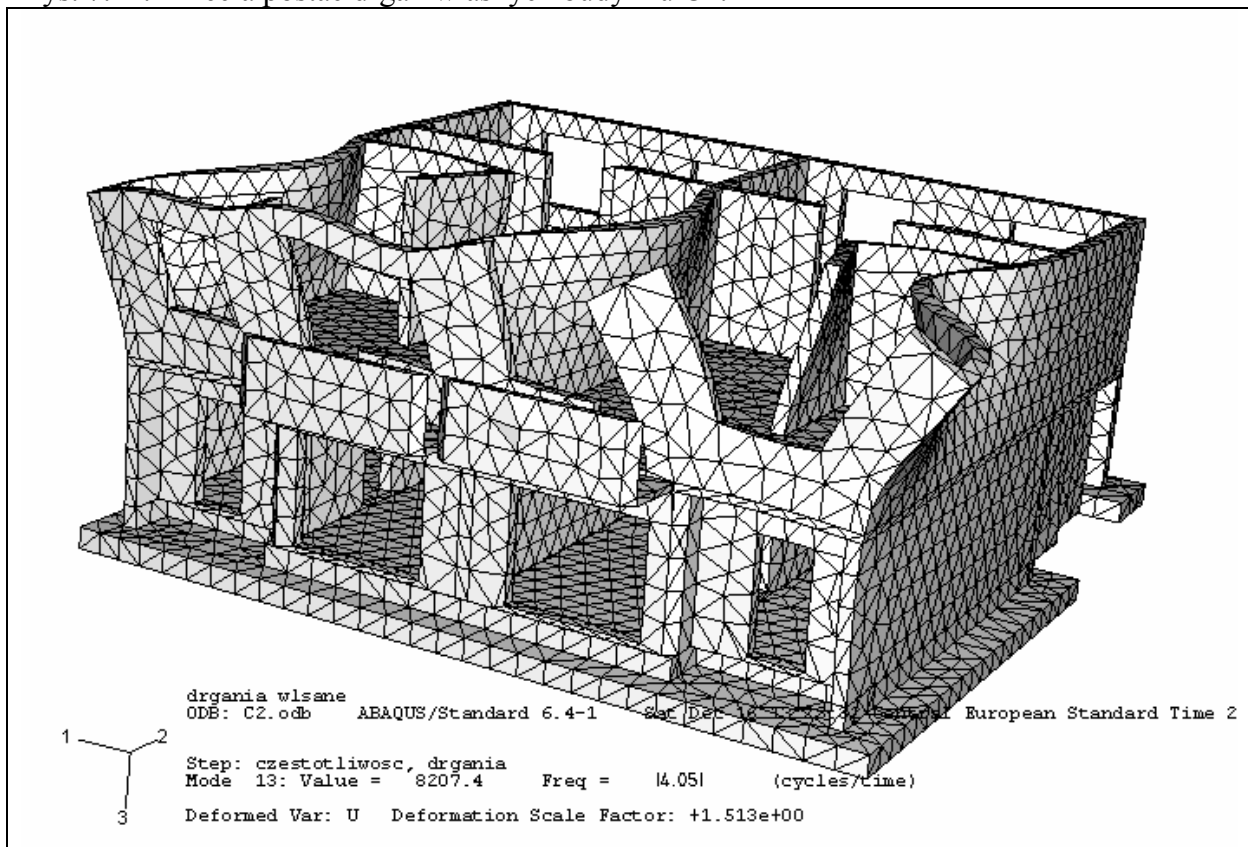 drgania wlsane
ODB: C2.odb ABAQUS/Standard 6.4-1 Sat Dec European Standard Time 2
1 2
3
Step: czestotliwosc, drgania
Mode 13: Value = 8207.4 Freq = 14.051 (cycles/time)
Deformed Var: U Deformation Scale Factor: +1.513e+00